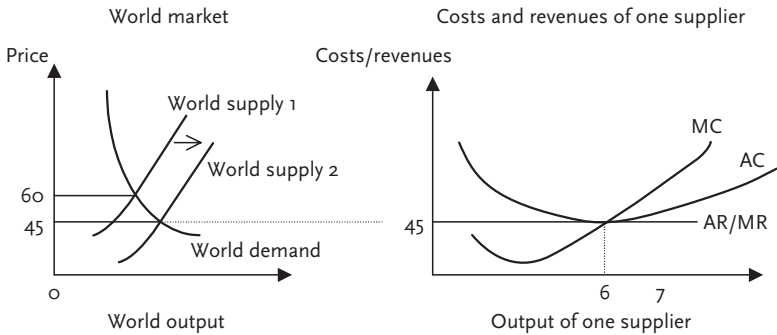 World market
Costs and revenues of one supplier
Price
Costs/revenues
World supply 1
World supply 2
MC
AC
60
45
45
AR/MR
World demand
0
6
7
World output
Output of one supplier